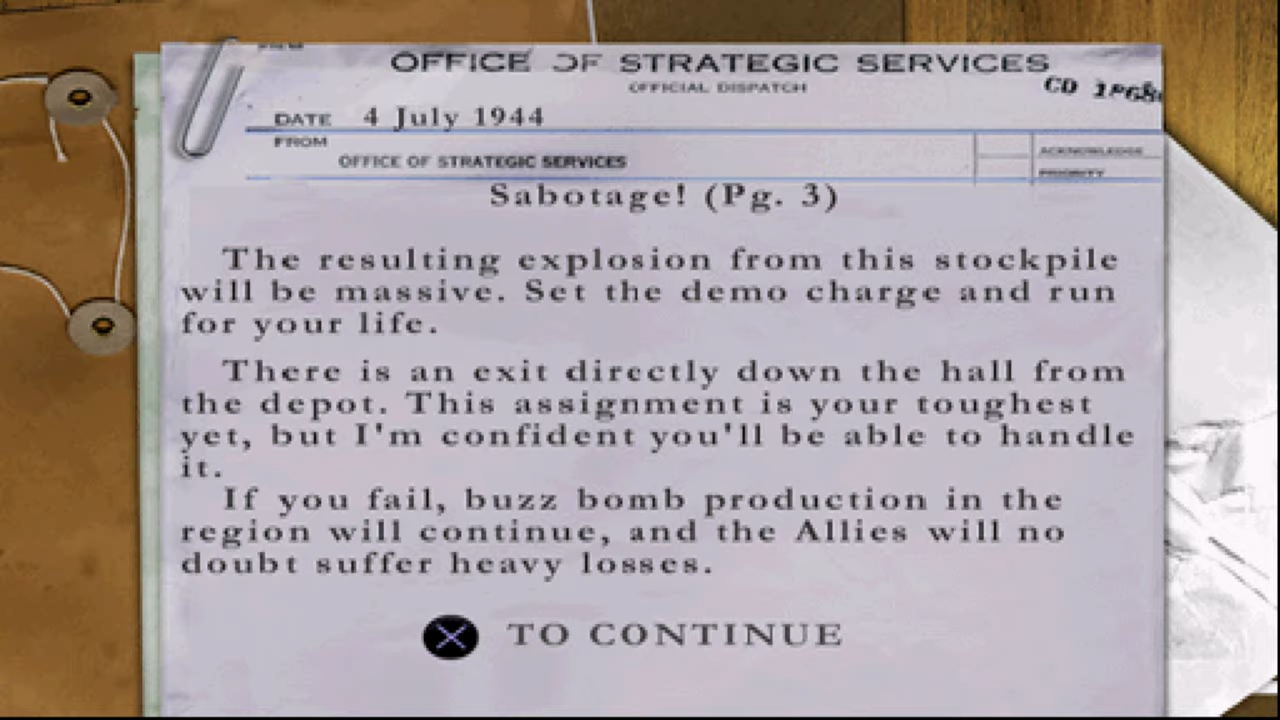 OFFICE OF STRATEGIC SERVICES
OFFICIAL DISPATCH
DATE 4 July 1944
FROM
OFFICE OF STRATEGIC SERVICES
ACKNOWLEDGE
PRIORITY
Sabotage! (Pg. 3)
The resulting explosion from this stockpile
will be massive. Set the demo charge and run
for your life.
There is an exit directly down the hall from
the depot. This assignment is your toughest
yet, but I'm confident you'll be able to handle
it.
If you fail, buzz bomb production in the
region will continue, and the Allies will no
doubt suffer heavy losses.
TO CONTINUE